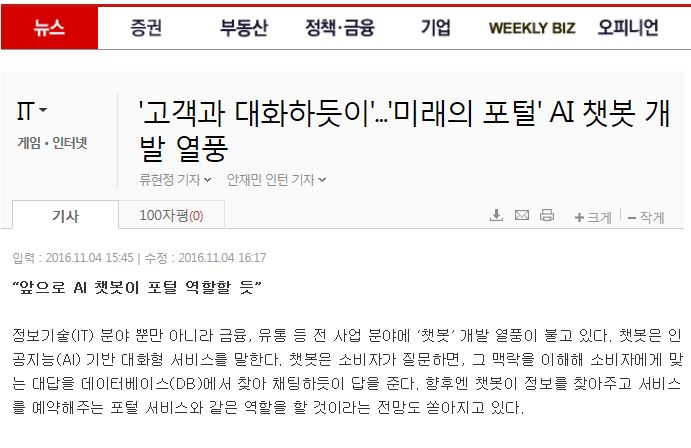 뉴스 증권 부동산 정책·금융 기업 WEEKLY BIZ 오피니언
IT
게임·인터넷
'고객과 대화하듯이'...'미래의 포털' AI 챗봇 개
발 열풍
류현정 기자 안재민 인턴 기자
기사 100자평(0) + 크게 | - 작게
입력 : 2016.11.04 15:45 | 수정 : 2016.11.04 16:17
“앞으로 AI 챗봇이 포털 역할할 듯”
정보기술(IT) 분야 뿐만 아니라 금융, 유통 등 전 사업 분야에 ‘챗봇’ 개발 열풍이 불고 있다. 챗봇은 인
공지능(AI) 기반 대화형 서비스를 말한다. 챗봇은 소비자가 질문하면, 그 맥락을 이해해 소비자에게 맞
는 대답을 데이터베이스(DB)에서 찾아 채팅하듯이 답을 준다. 향후엔 챗봇이 정보를 찾아주고 서비스
를 예약해주는 포털 서비스와 같은 역할을 할 것이라는 전망도 쏟아지고 있다.